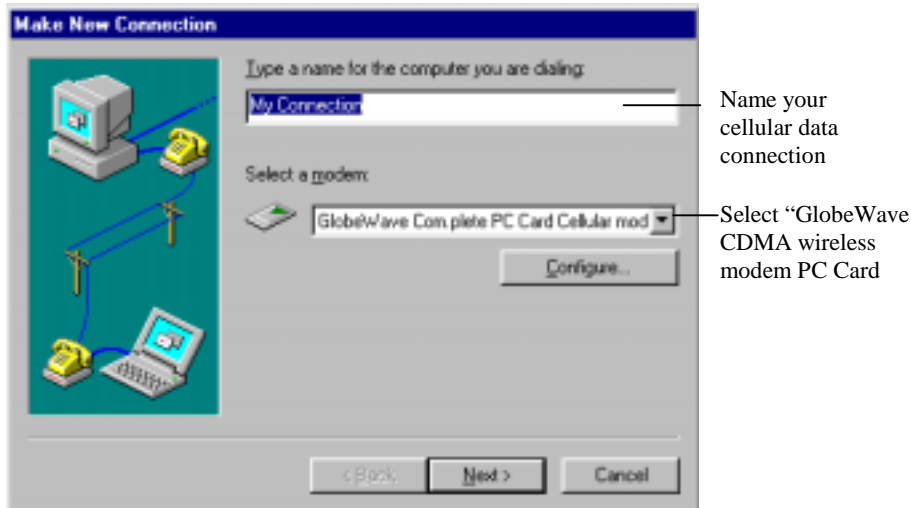 Make New Connection
Type a name for the computer you are dialing:
My Connection
Name your
cellular data
connection
Select a modem:
GlobeWave Com.plete PC Card Cellular mod
Select “GlobeWave
CDMA wireless
modem PC Card
Configure...
< Back
Next >
Cancel